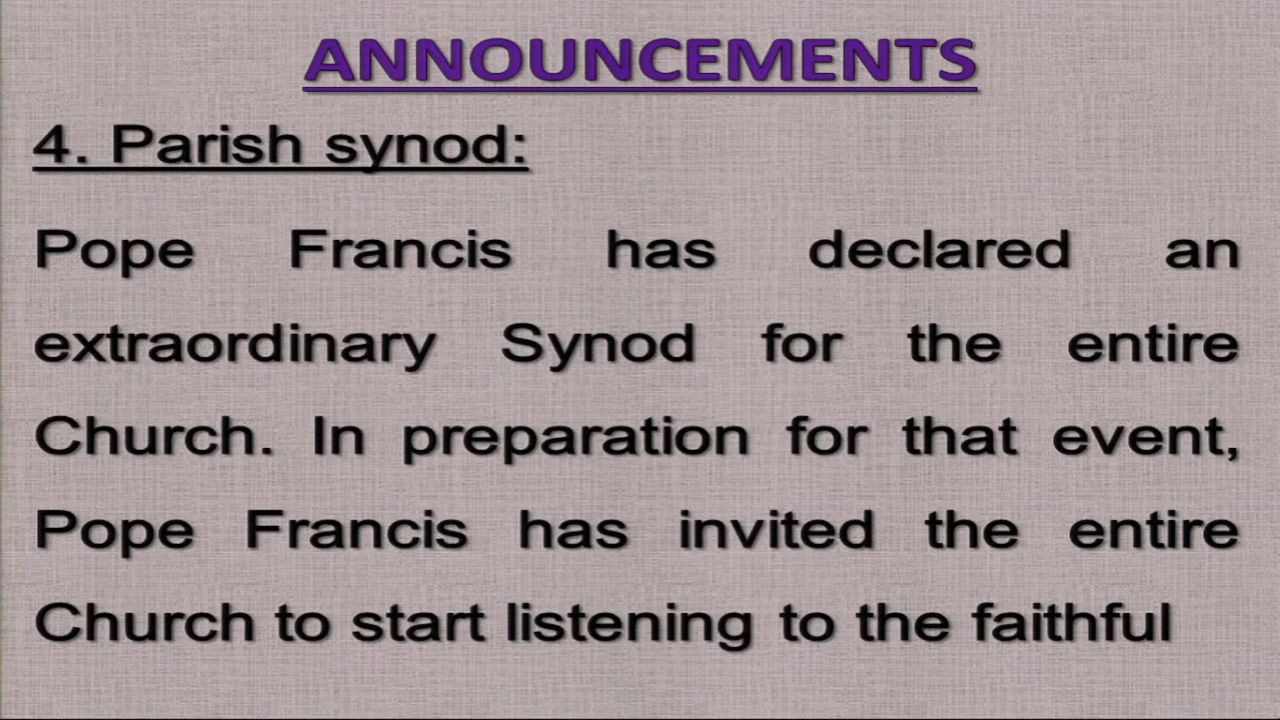 ANNOUNCEMENTS
4. Parish synod:
Pope Francis has declared an
extraordinary Synod for the entire
Church. In preparation for that event,
Pope Francis has invited the entire
Church to start listening to the faithful